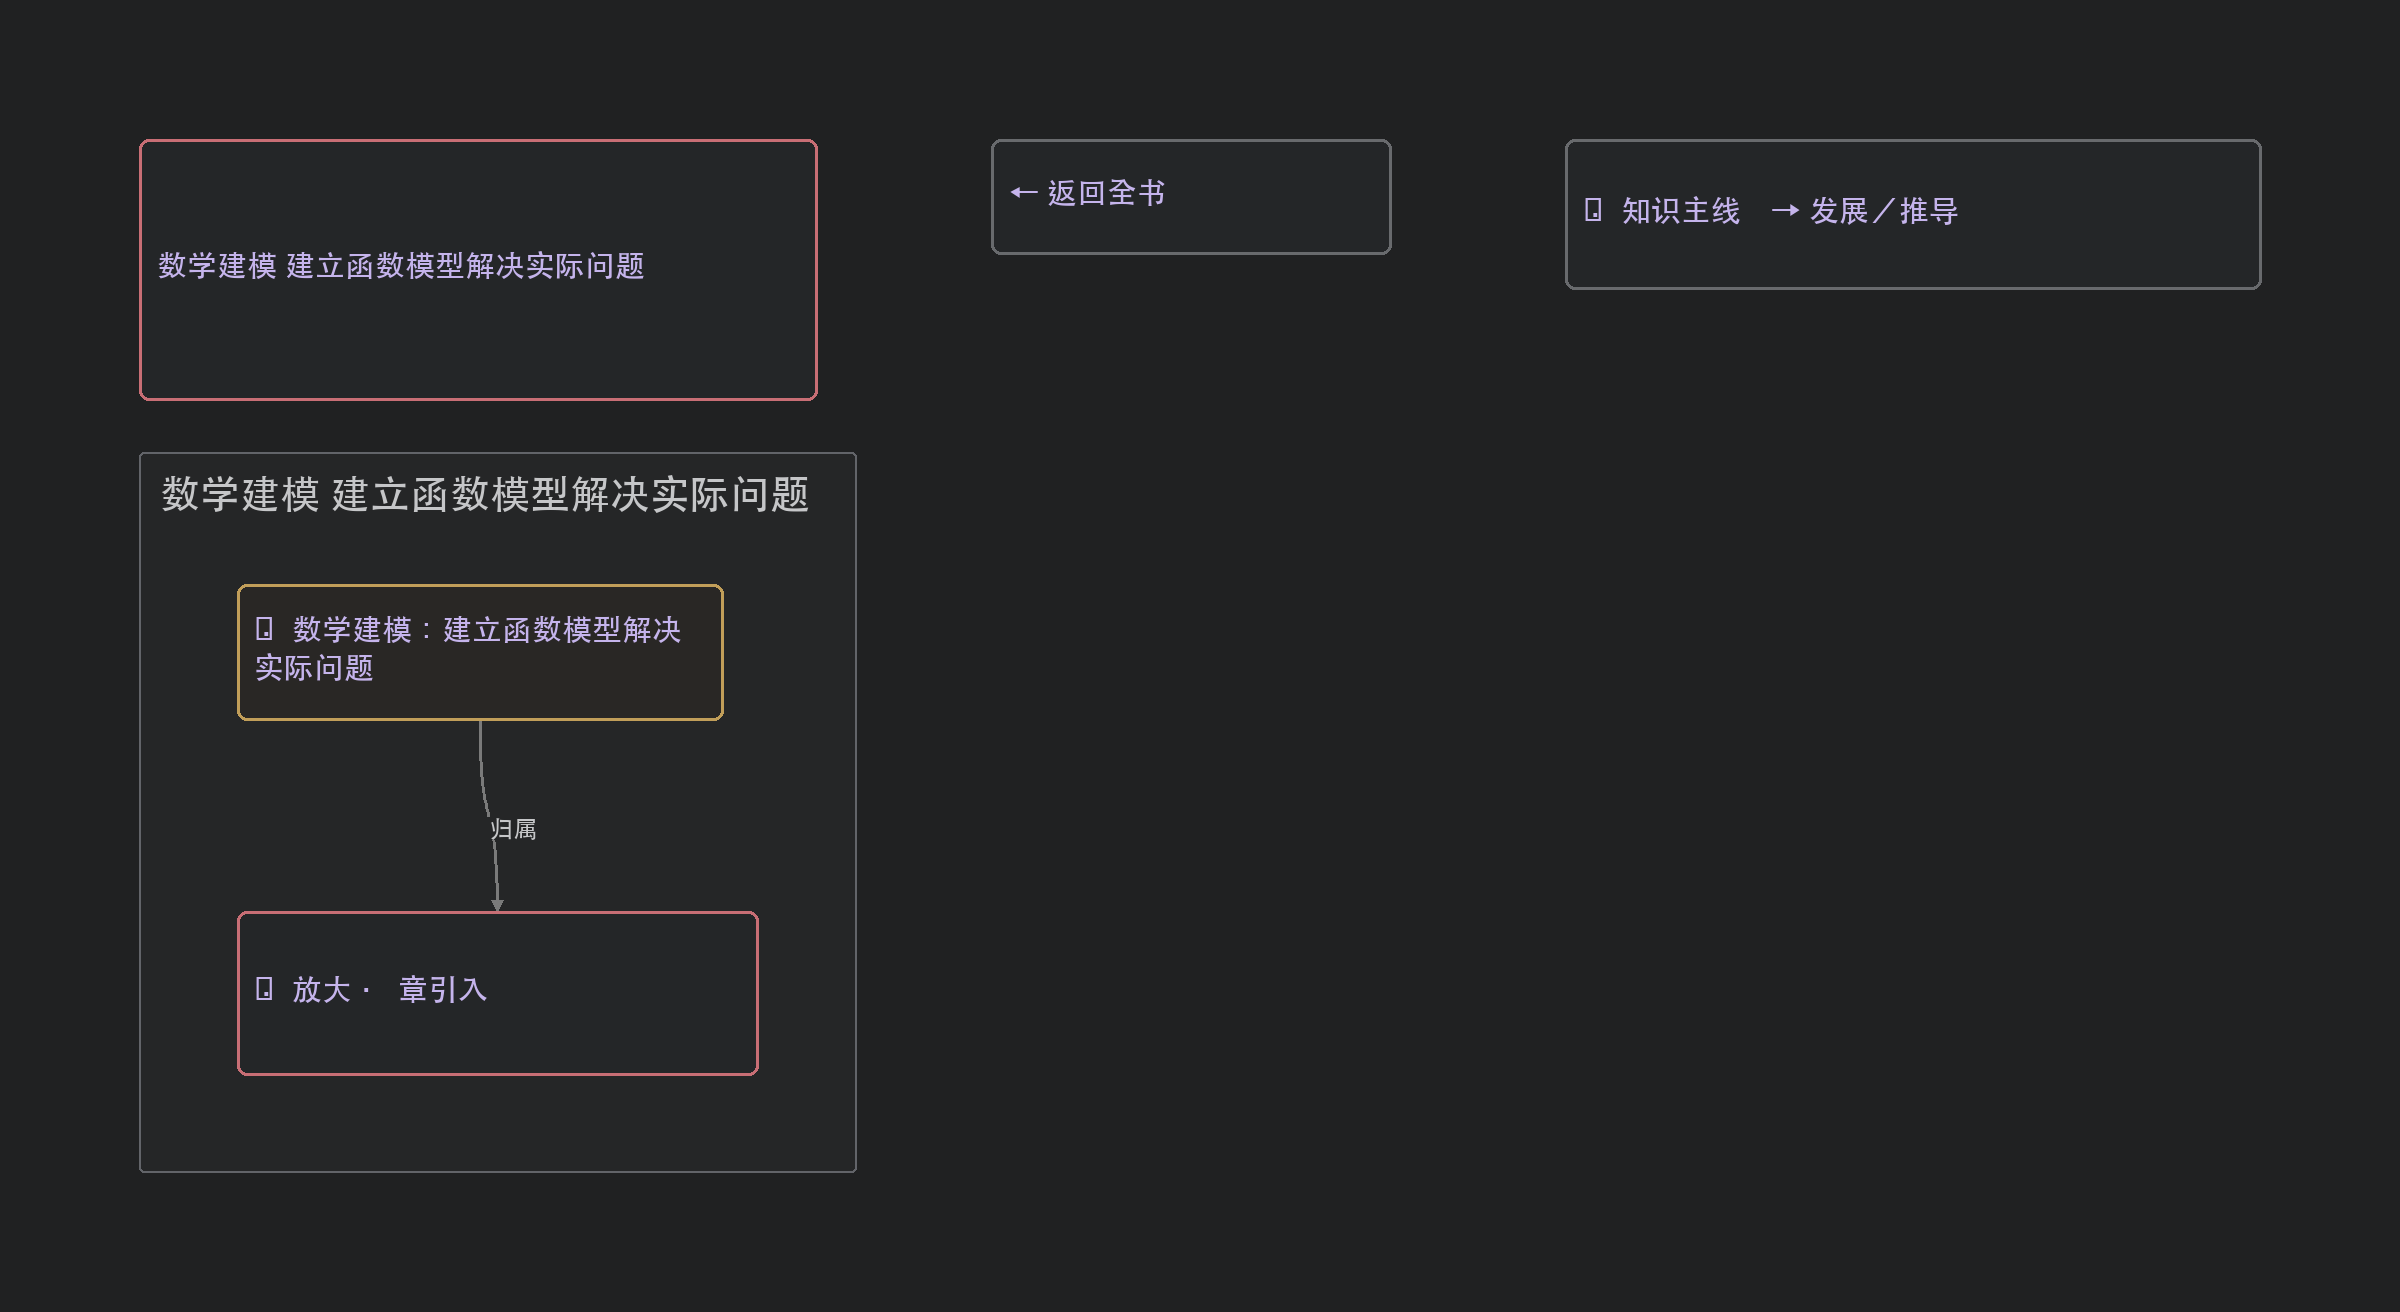 数学建模 建立函数模型解决实际问题
← 返回全书
知识主线 → 发展／推导
数学建模 建立函数模型解决实际问题
数学建模：建立函数模型解决
实际问题
归属
放大· 章引入